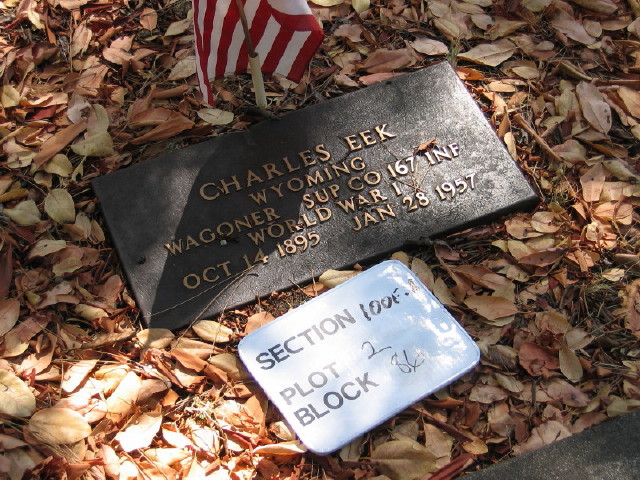 CHARLES EEK
WYOMING
WAGONER SUP CO 167 INF
WORLD WAR I
OCT 14 1895 JAN 28 1957
SECTION
PLOT 2
BLOCK